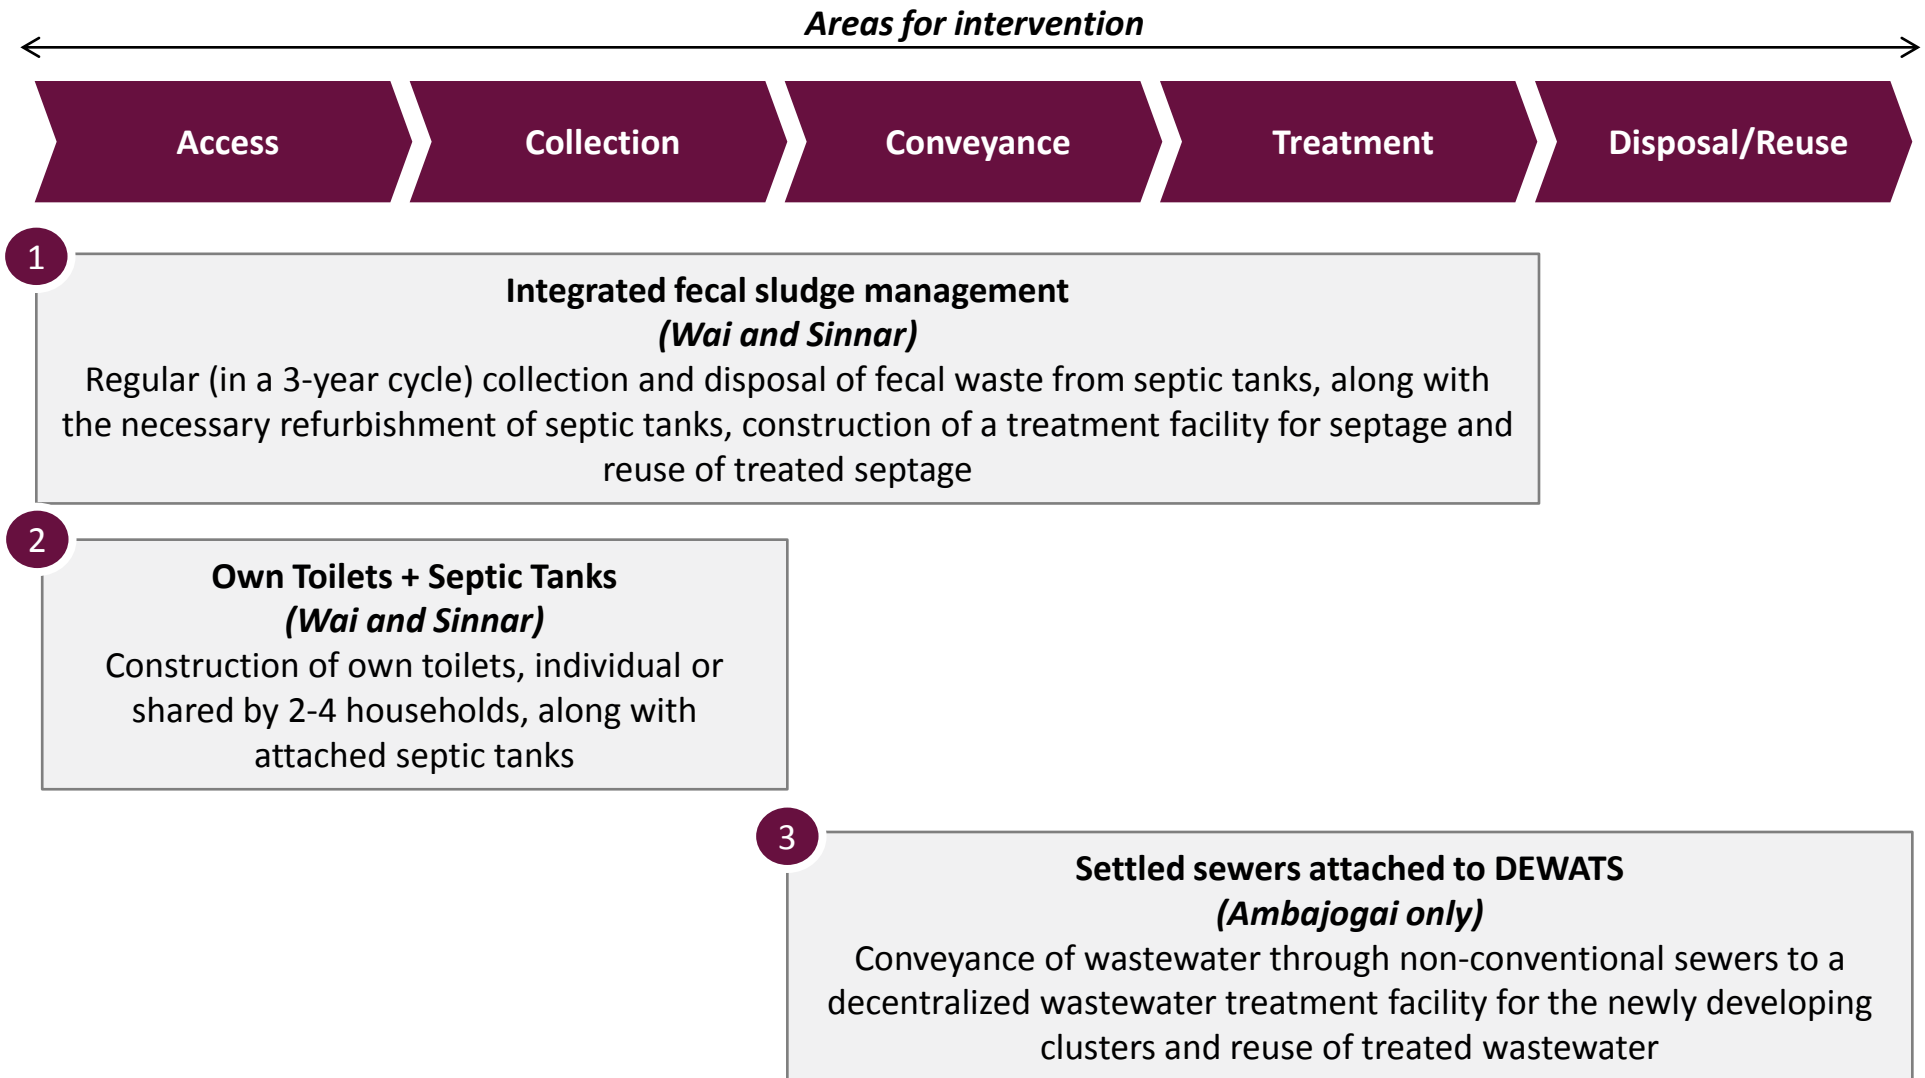 Areas for intervention
Access
Collection
Conveyance
Treatment
Disposal/Reuse
1
Integrated fecal sludge management
(Wai and Sinnar)
Regular (in a 3-year cycle) collection and disposal of fecal waste from septic tanks, along with
the necessary refurbishment of septic tanks, construction of a treatment facility for septage and
reuse of treated septage
2
Own Toilets + Septic Tanks
(Wai and Sinnar)
Construction of own toilets, individual or
shared by 2-4 households, along with
attached septic tanks
3
Settled sewers attached to DEWATS
(Ambajogai only)
Conveyance of wastewater through non-conventional sewers to a
decentralized wastewater treatment facility for the newly developing
clusters and reuse of treated wastewater